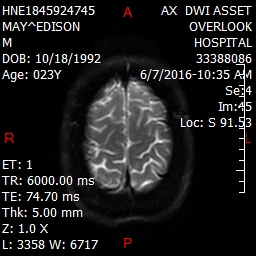 HNE1845924745
MAY^EDISON
M
DOB: 10/18/1992
Age: 023Y
A
AX DWI ASSET
OVERLOOK
HOSPITAL
33388086
6/7/2016-10:35 AM
Se:4
Im:45
Loc: S 91.53
R
L
ET: 1
TR: 6000.00 ms
TE: 74.70 ms
Thk: 5.00 mm
Z: 1.0 X
L: 3358 W: 6717
P